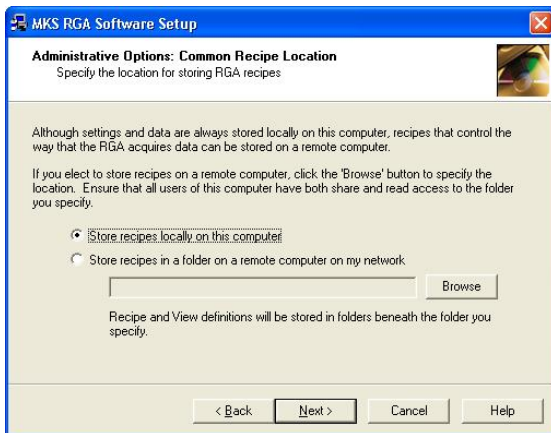 MKS RGA Software Setup
Administrative Options: Common Recipe Location
Specify the location for storing RGA recipes
Although settings and data are always stored locally on this computer, recipes that control the
way that the RGA acquires data can be stored on a remote computer.
If you elect to store recipes on a remote computer, click the 'Browse' button to specify the
location. Ensure that all users of this computer have both share and read access to the folder
you specify.
Store recipes locally on this computer
Store recipes in a folder on a remote computer on my network
Browse
Recipe and View definitions will be stored in folders beneath the folder you
specify.
< Back Next > Cancel Help